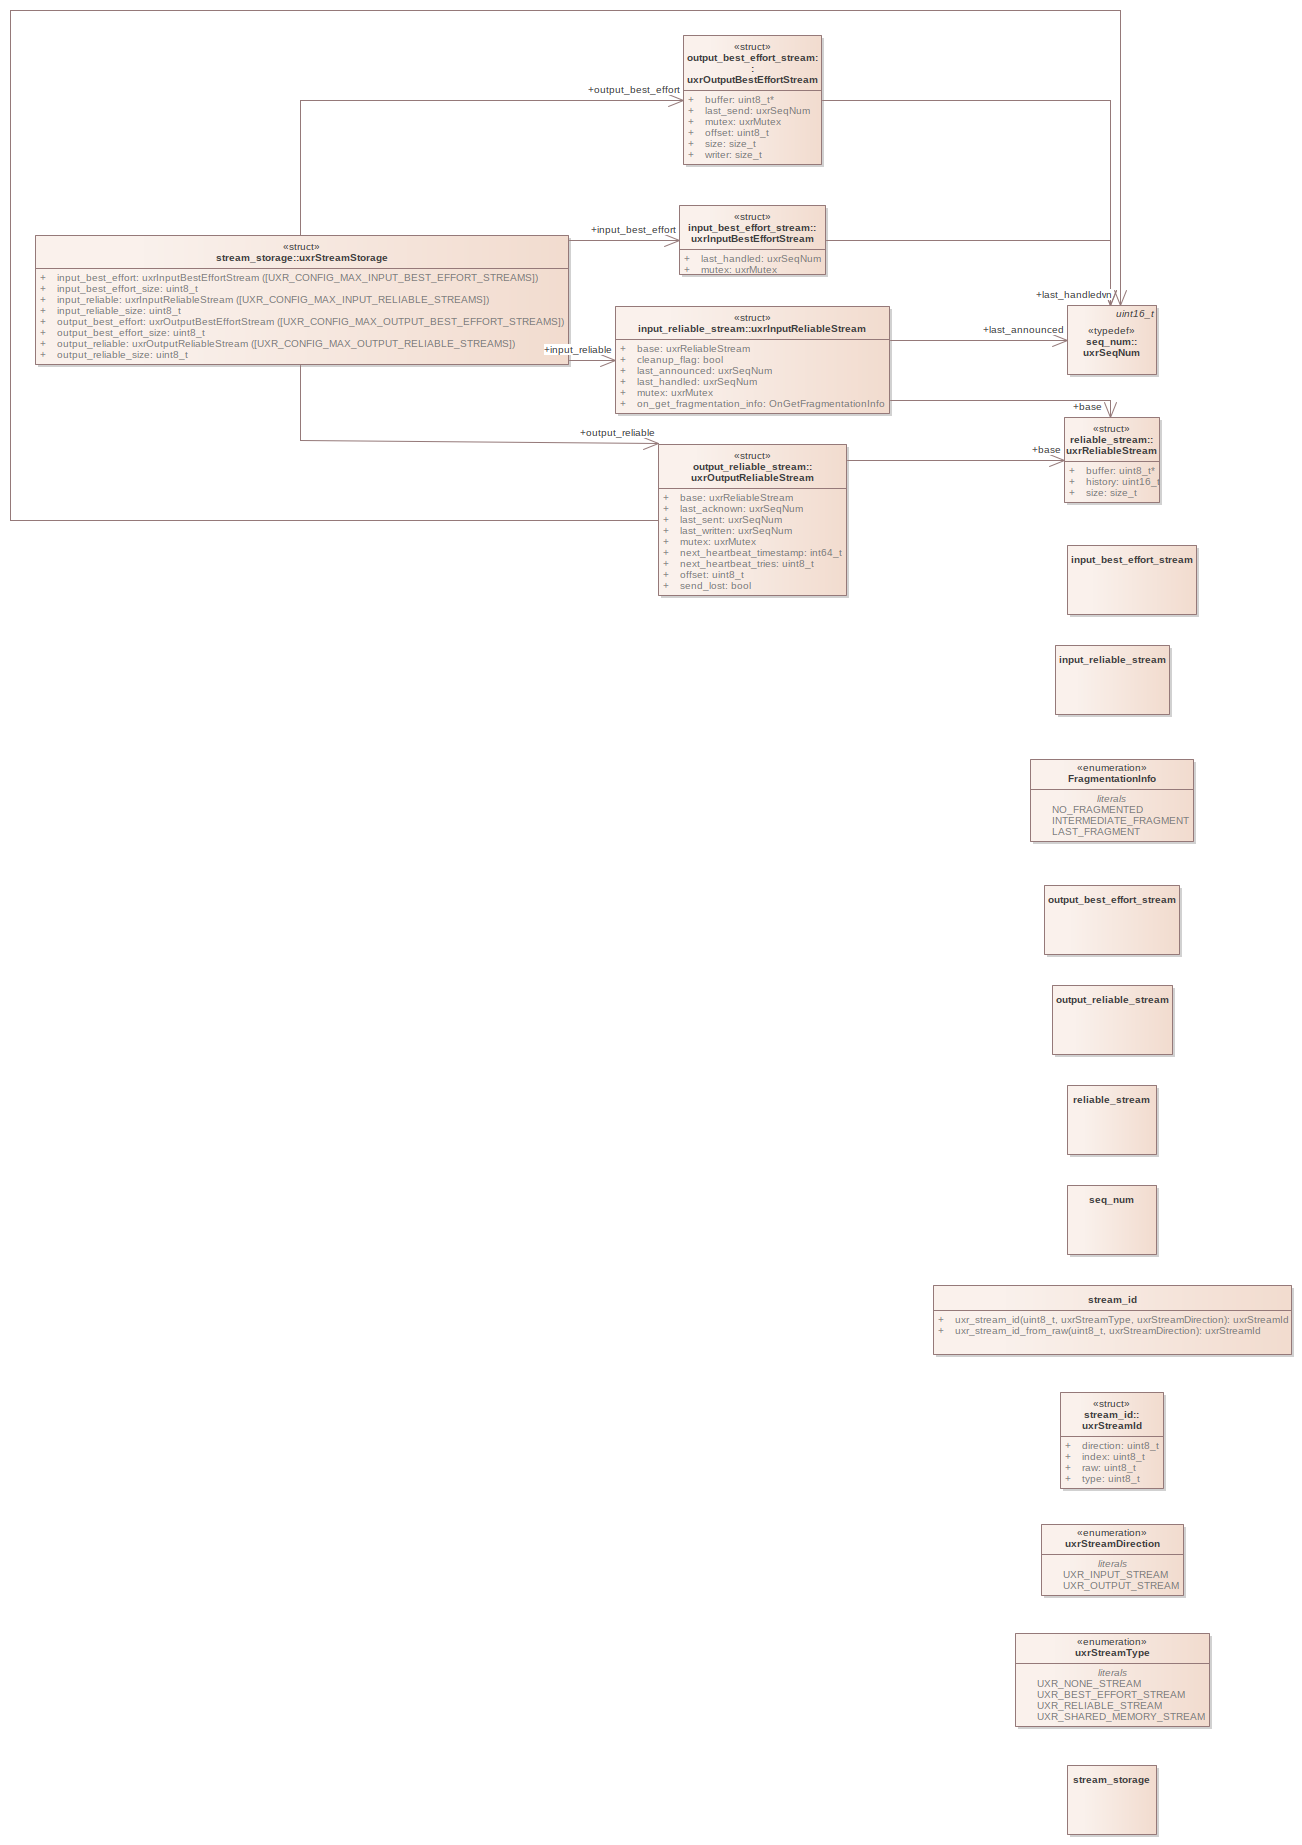 «struct»
output_best_effort_stream:
:
uxrOutputBestEffortStream
+output_best_effort
+ buffer: uint8_t*
+ last_send: uxrSeqNum
+ mutex: uxrMutex
+ offset: uint8_t
+ size: size_t
+ writer: size_t
«struct»
input_best_effort_stream::
uxrInputBestEffortStream
+input_best_effort
+ last_handled: uxrSeqNum
+ mutex: uxrMutex
«struct»
stream_storage::uxrStreamStorage
+ input_best_effort: uxrInputBestEffortStream ([UXR_CONFIG_MAX_INPUT_BEST_EFFORT_STREAMS])
+ input_best_effort_size: uint8_t
+ input_reliable: uxrInputReliableStream ([UXR_CONFIG_MAX_INPUT_RELIABLE_STREAMS])
+ input_reliable_size: uint8_t
+ output_best_effort: uxrOutputBestEffortStream ([UXR_CONFIG_MAX_OUTPUT_BEST_EFFORT_STREAMS])
+ output_best_effort_size: uint8_t
+ output_reliable: uxrOutputReliableStream ([UXR_CONFIG_MAX_OUTPUT_RELIABLE_STREAMS])
+ output_reliable_size: uint8_t
+input_reliable
«struct»
input_reliable_stream::uxrInputReliableStream
+ base: uxrReliableStream
+ cleanup_flag: bool
+ last_announced: uxrSeqNum
+ last_handled: uxrSeqNum
+ mutex: uxrMutex
+ on_get_fragmentation_info: OnGetFragmentationInfo
+last_handled
+last_announced
uint16_t
«typedef»
seq_num::
uxrSeqNum
+base
+output_reliable
«struct»
output_reliable_stream::
uxrOutputReliableStream
+ base: uxrReliableStream
+ last_acknown: uxrSeqNum
+ last_sent: uxrSeqNum
+ last_written: uxrSeqNum
+ mutex: uxrMutex
+ next_heartbeat_timestamp: int64_t
+ next_heartbeat_tries: uint8_t
+ offset: uint8_t
+ send_lost: bool
+base
«struct»
reliable_stream::
uxrReliableStream
+ buffer: uint8_t*
+ history: uint16_t
+ size: size_t
input_best_effort_stream
input_reliable_stream
«enumeration»
FragmentationInfo
literals
NO_FRAGMENTED
INTERMEDIATE_FRAGMENT
LAST_FRAGMENT
output_best_effort_stream
output_reliable_stream
reliable_stream
seq_num
stream_id
+ uxr_stream_id(uint8_t, uxrStreamType, uxrStreamDirection): uxrStreamId
+ uxr_stream_id_from_raw(uint8_t, uxrStreamDirection): uxrStreamId
«struct»
stream_id::
uxrStreamId
+ direction: uint8_t
+ index: uint8_t
+ raw: uint8_t
+ type: uint8_t
«enumeration»
uxrStreamDirection
literals
UXR_INPUT_STREAM
UXR_OUTPUT_STREAM
«enumeration»
uxrStreamType
literals
UXR_NONE_STREAM
UXR_BEST_EFFORT_STREAM
UXR_RELIABLE_STREAM
UXR_SHARED_MEMORY_STREAM
stream_storage